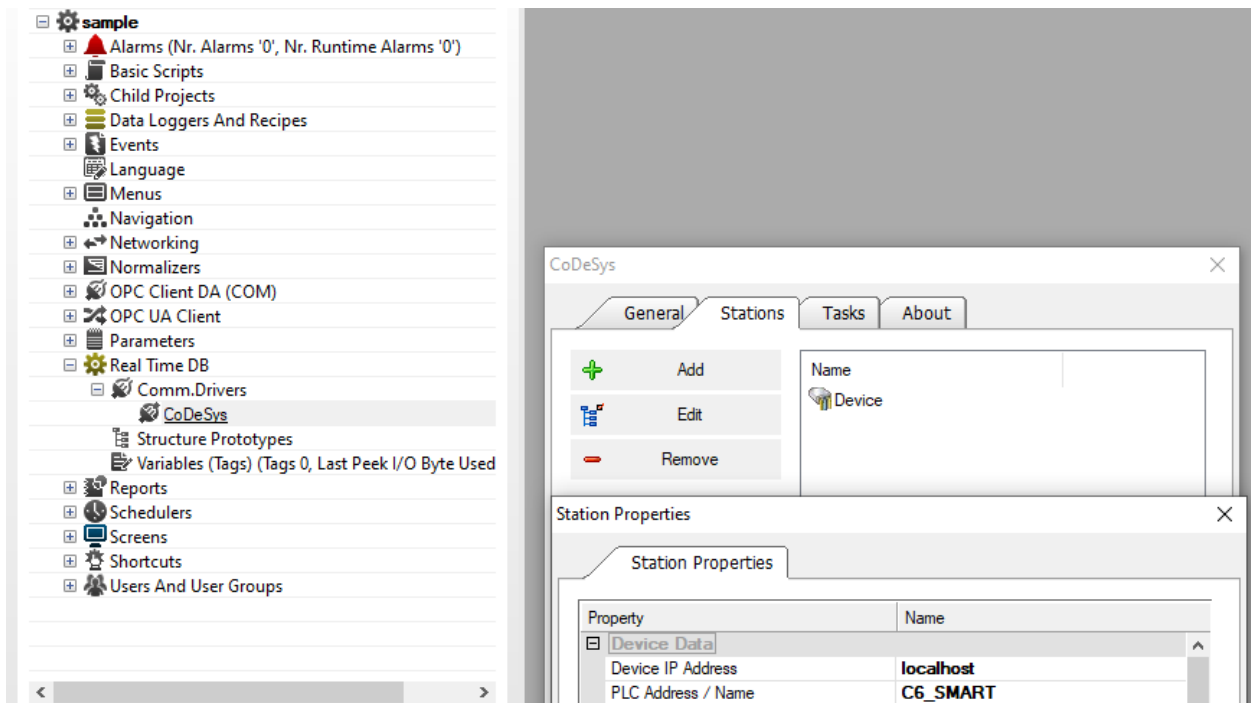 sample
Alarms (Nr. Alarms '0', Nr. Runtime Alarms '0')
Basic Scripts
Child Projects
Data Loggers And Recipes
Events
Language
Menus
Navigation
Networking
Normalizers
OPC Client DA (COM)
OPC UA Client
Parameters
Real Time DB
Comm.Drivers
CoDeSys
Structure Prototypes
Variables (Tags) (Tags 0, Last Peek I/O Byte Used
Reports
Schedulers
Screens
Shortcuts
Users And User Groups
CoDeSys
General Stations Tasks About
Add
Edit
Remove
Name
Device
Station Properties
Station Properties
Property Name
Device Data
Device IP Address localhost
PLC Address / Name C6_SMART